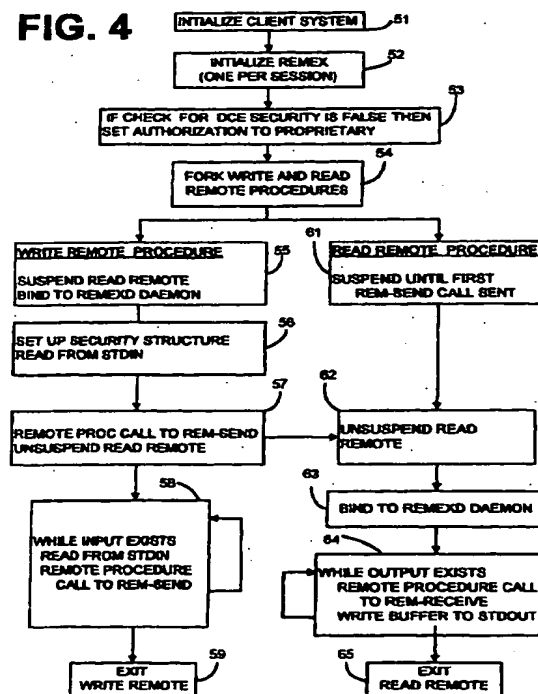 FIG. 4
INTIALIZE CLIENT SYSTEM
51
INTIALIZE REMEX
(ONE PER SESSION)
52
IF CHECK FOR DCE SECURITY IS FALSE THEN
SET AUTHORIZATION TO PROPRIETARY
53
FORK WRITE AND READ
REMOTE PROCEDURES
54
WRITE REMOTE PROCEDURE
SUSPEND READ REMOTE
BIND TO REMEXD DAEMON
55
61
READ REMOTE PROCEDURE
SUSPEND UNTIL FIRST
REM-SEND CALL SENT
SET UP SECURITY STRUCTURE
READ FROM STDIN
56
57
REMOTE PROC CALL TO REM-SEND
UNSUSPEND READ REMOTE
62
UNSUSPEND READ
REMOTE
63
BIND TO REMEXD DAEMON
58
WHILE INPUT EXISTS
READ FROM STDIN
REMOTE PROCEDURE
CALL TO REM-SEND
64
WHILE OUTPUT EXISTS
REMOTE PROCEDURE CALL
TO REM-RECEIVE
WRITE BUFFER TO STDOUT
EXIT
WRITE REMOTE
59
65
EXIT
READ REMOTE